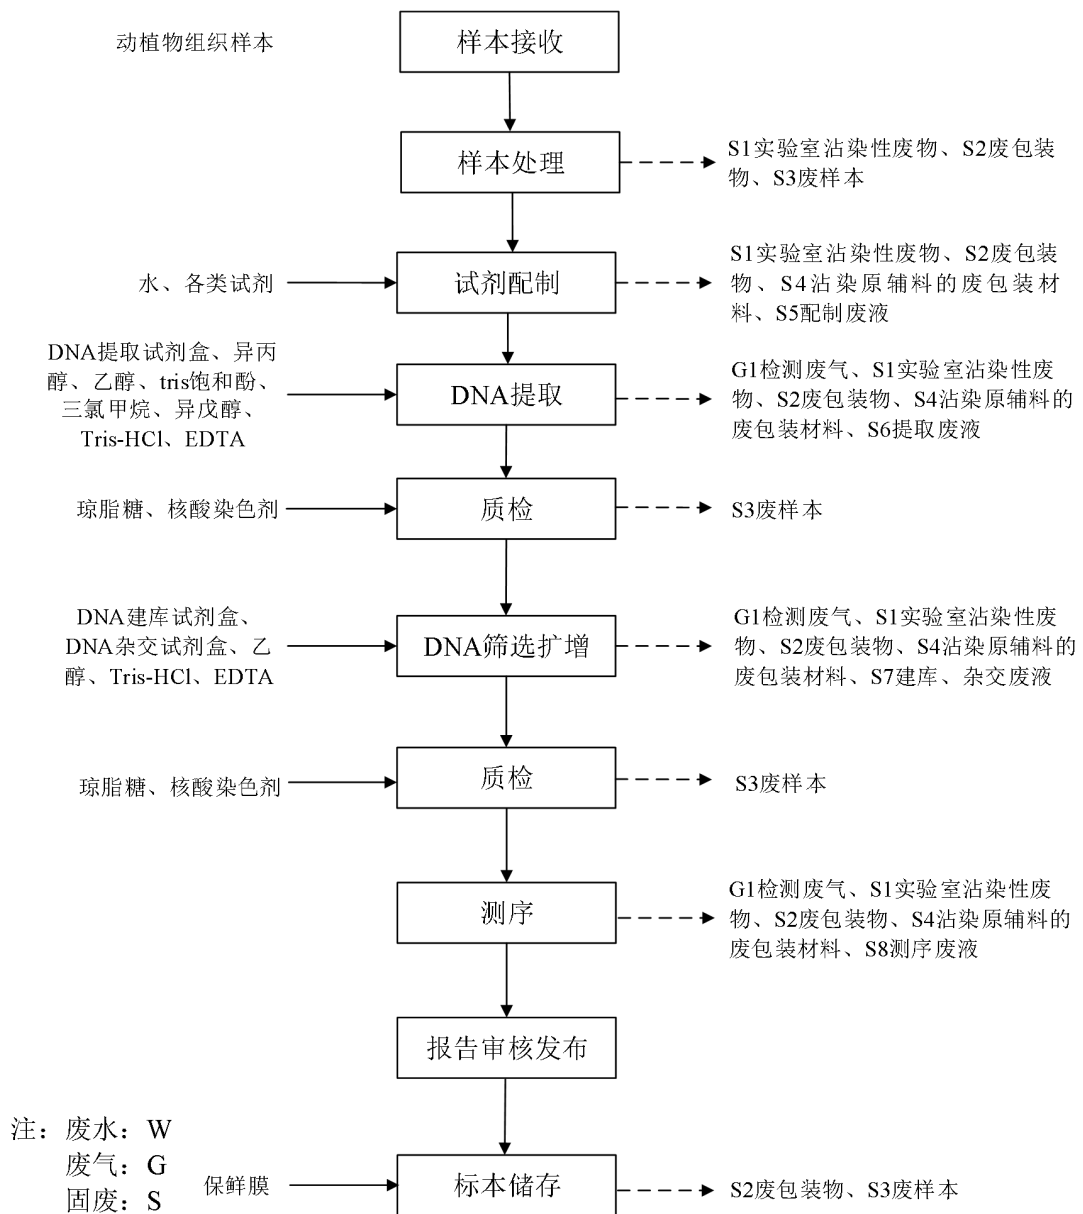 动植物组织样本
样本接收
样本处理
S1实验室沾染性废物、S2废包装
物、S3废样本
水、各类试剂
试剂配制
S1实验室沾染性废物、S2废包装
物、S4沾染原辅料的废包装材
料、S5配制废液
DNA提取试剂盒、异丙
醇、乙醇、tris饱和酚、
三氯甲烷、异戊醇、
Tris-HCl、EDTA
DNA提取
G1检测废气、S1实验室沾染性废
物、S2废包装物、S4沾染原辅料的
废包装材料、S6提取废液
琼脂糖、核酸染色剂
质检
S3废样本
DNA建库试剂盒、
DNA杂交试剂盒、乙
醇、Tris-HCl、EDTA
DNA筛选扩增
G1检测废气、S1实验室沾染性废
物、S2废包装物、S4沾染原辅料的
废包装材料、S7建库、杂交废液
琼脂糖、核酸染色剂
质检
S3废样本
测序
G1检测废气、S1实验室沾染性废
物、S2废包装物、S4沾染原辅料的
废包装材料、S8测序废液
报告审核发布
注：废水：W
废气：G
固废：S
保鲜膜
标本储存
S2废包装物、S3废样本